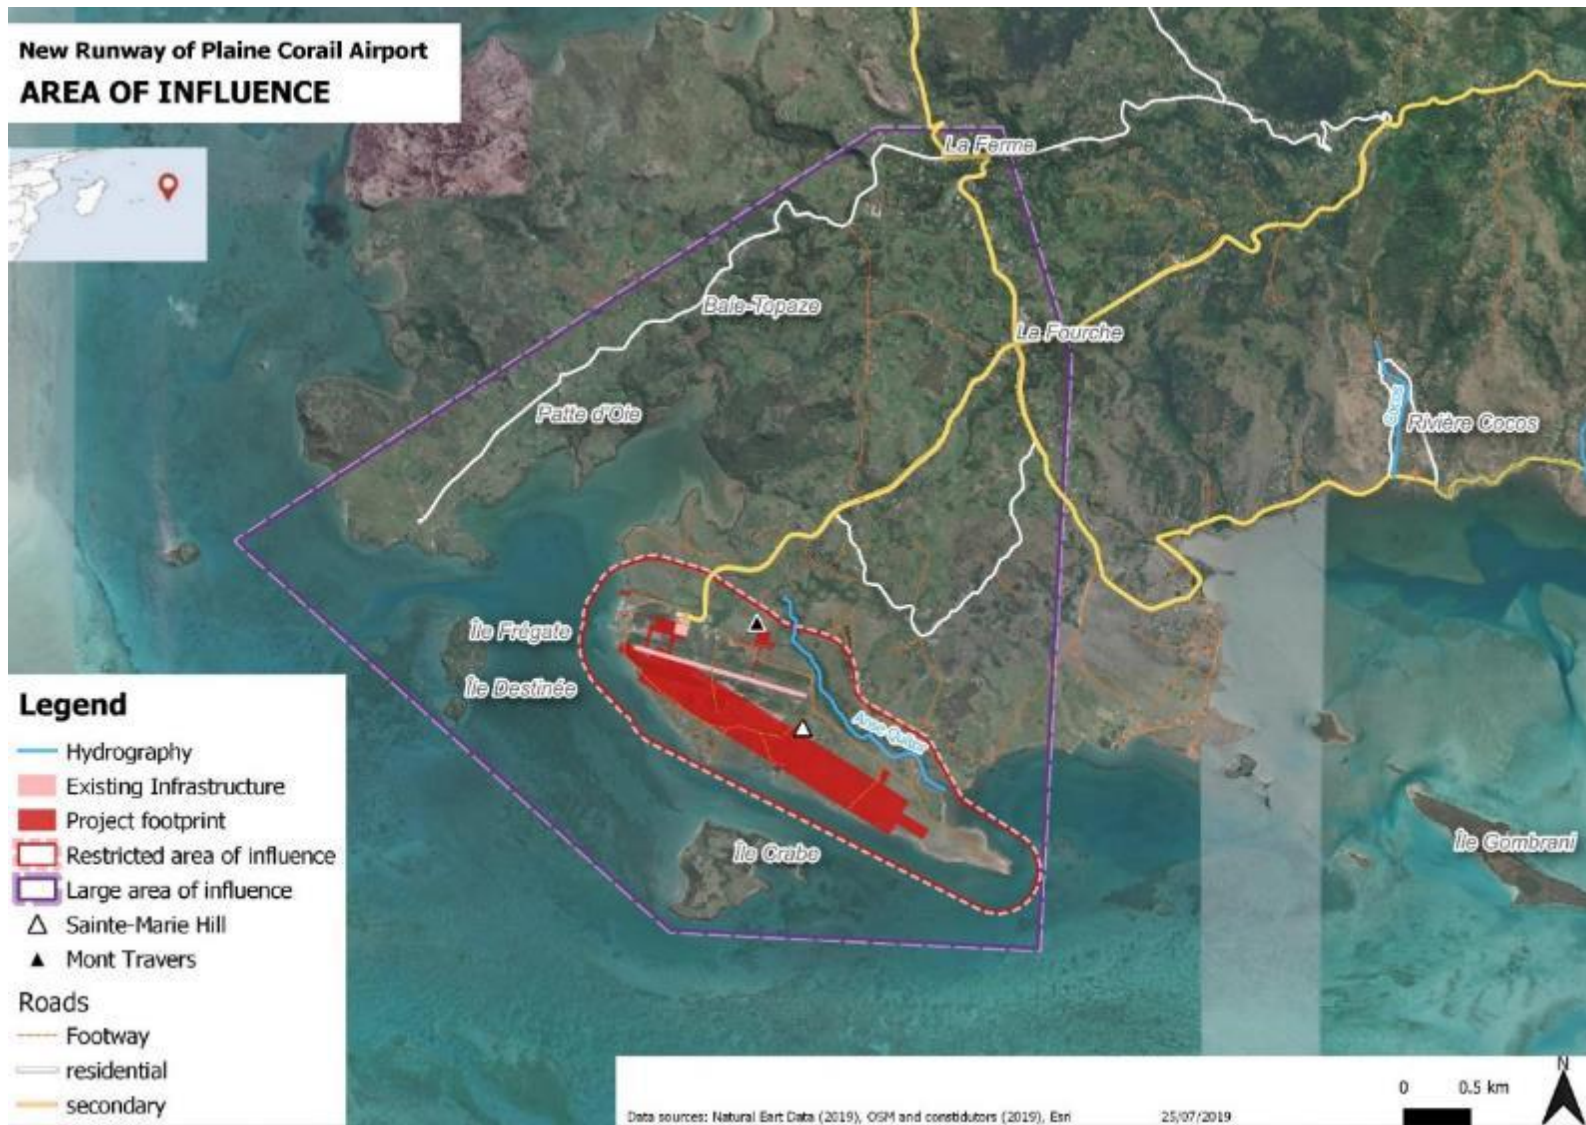 New Runway of Plaine Corail Airport
AREA OF INFLUENCE
La Ferme
Baie-Topaze
La Fourche
Patte d'Oie
Cocos
Rivière Cocos
Île Frégate
Île Destinée
Anse Quitor
Île Crabe
Île Gombrani
Legend
Hydrography
Existing Infrastructure
Project footprint
Restricted area of influence
Large area of influence
Sainte-Marie Hill
Mont Travers
Roads
Footway
residential
secondary
Data sources: Natural Eart Data (2019), OSM and constidutors (2019), Esri
25/07/2019
0 0.5 km
N